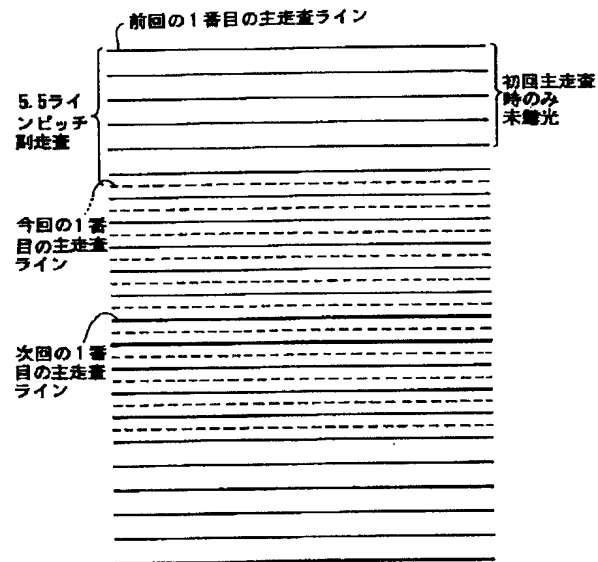 前回の1番目の主走査ライン
5.5ライ
ンピッチ
副走査
初回主走査
時のみ
未露光
今回の1番
目の主走査
ライン
次回の1番
目の主走査
ライン